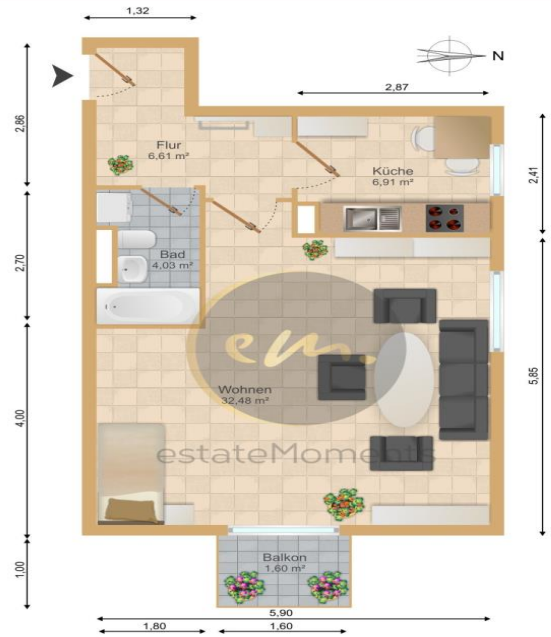 1,32
N
2,87
2,86
Flur
6,61 m²
Küche
6,91 m²
2,41
2,70
Bad
4,03 m²
em.
5,85
Wohnen
32,48 m²
4,00
estateMoments
Balkon
1,60 m²
1,00
5,90
1,80
1,60